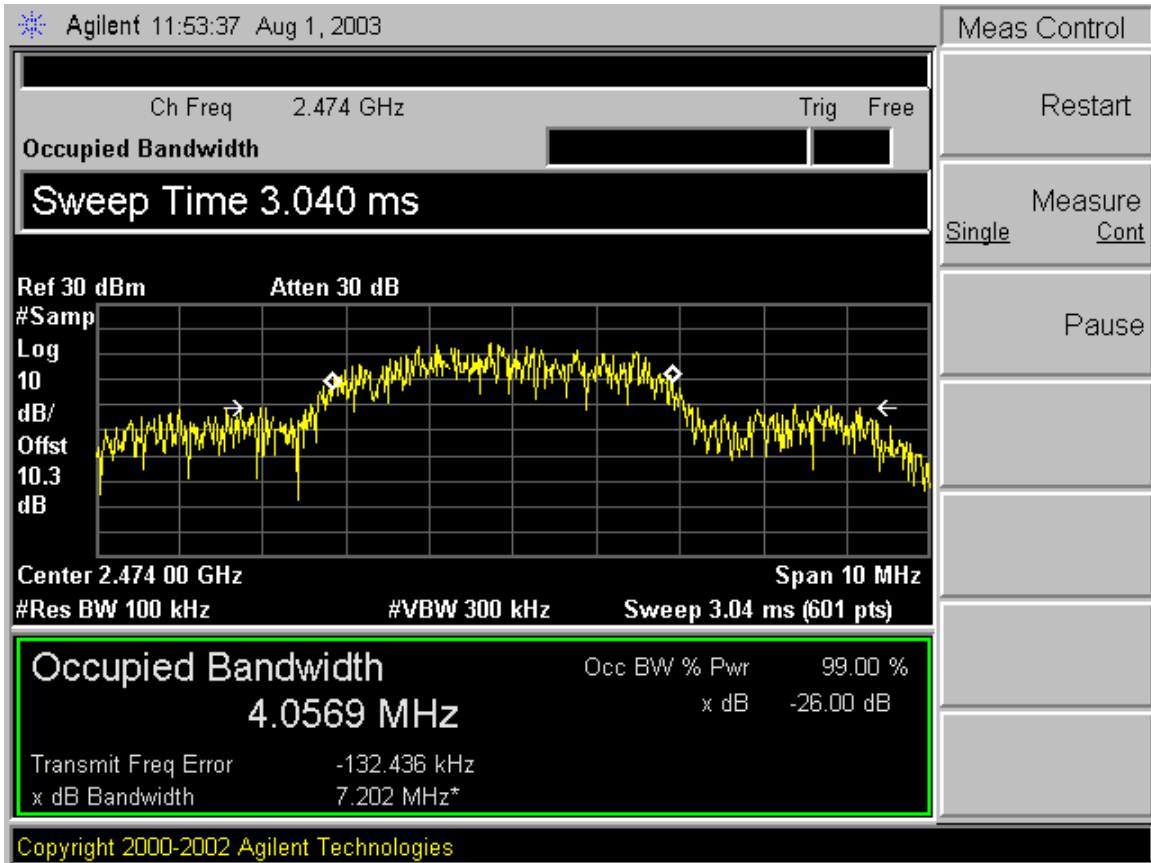 Agilent 11:53:37 Aug 1, 2003
Meas Control
Ch Freq 2.474 GHz Trig Free
Occupied Bandwidth
Sweep Time 3.040 ms
Restart
Measure
Single Cont
Pause
Ref 30 dBm Atten 30 dB
#Samp
Log
10
dB/
Offst
10.3
dB
Center 2.474 00 GHz Span 10 MHz
#Res BW 100 kHz #VBW 300 kHz Sweep 3.04 ms (601 pts)
Occupied Bandwidth Occ BW % Pwr 99.00 %
4.0569 MHz x dB -26.00 dB
Transmit Freq Error -132.436 kHz
x dB Bandwidth 7.202 MHz*
Copyright 2000-2002 Agilent Technologies